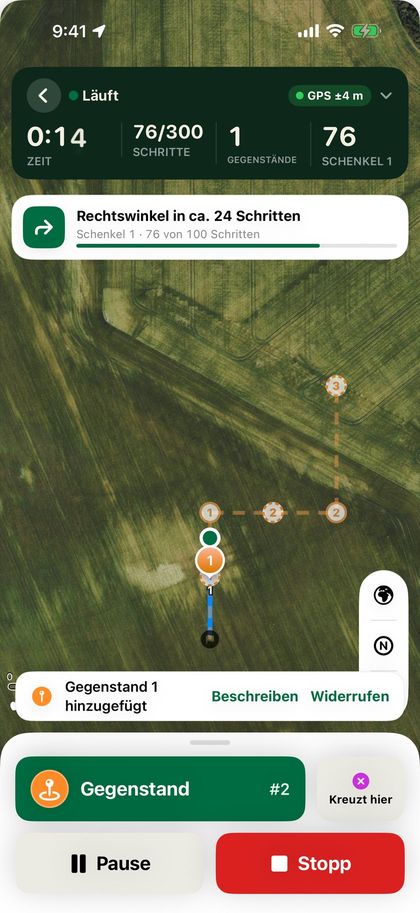 9:41
Läuft
GPS ±4 m
0:14
76/300
1
76
ZEIT
SCHRITTE
GEGENSTÄNDE
SCHENKEL 1
Rechtswinkel in ca. 24 Schritten
Schenkel 1 · 76 von 100 Schritten
3
1
2
2
1
1
N
0
Gegenstand 1
hinzugefügt
Beschreiben
Widerrufen
Gegenstand
#2
Kreuzt hier
Pause
Stopp